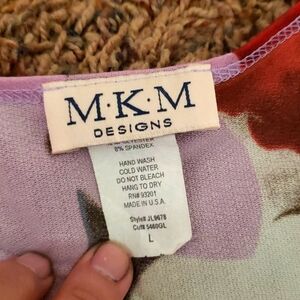 M·K·M
DESIGNS
POLYESTER
8% SPANDEX
HAND WASH
COLD WATER
DO NOT BLEACH
HANG TO DRY
RN# 93201
MADE IN U.S.A.
Style# JL9678
Cut# 5460GL
L